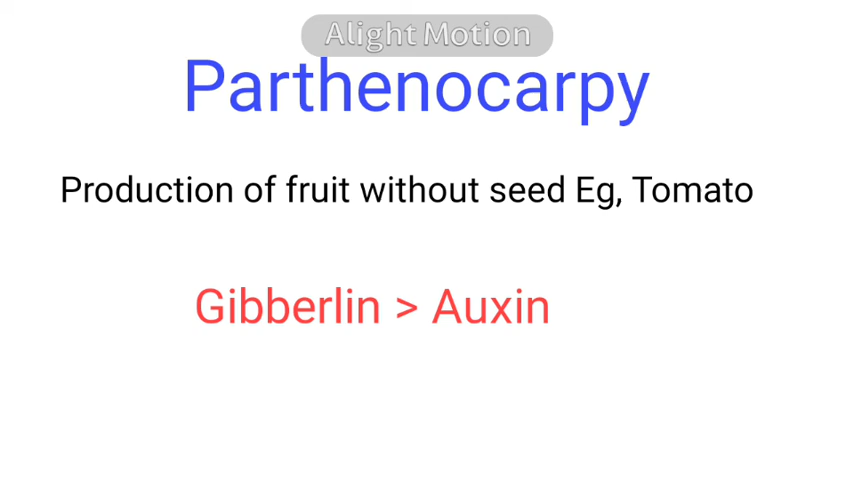 Alight Motion
Parthenocarpy
Production of fruit without seed Eg, Tomato
Gibberlin > Auxin